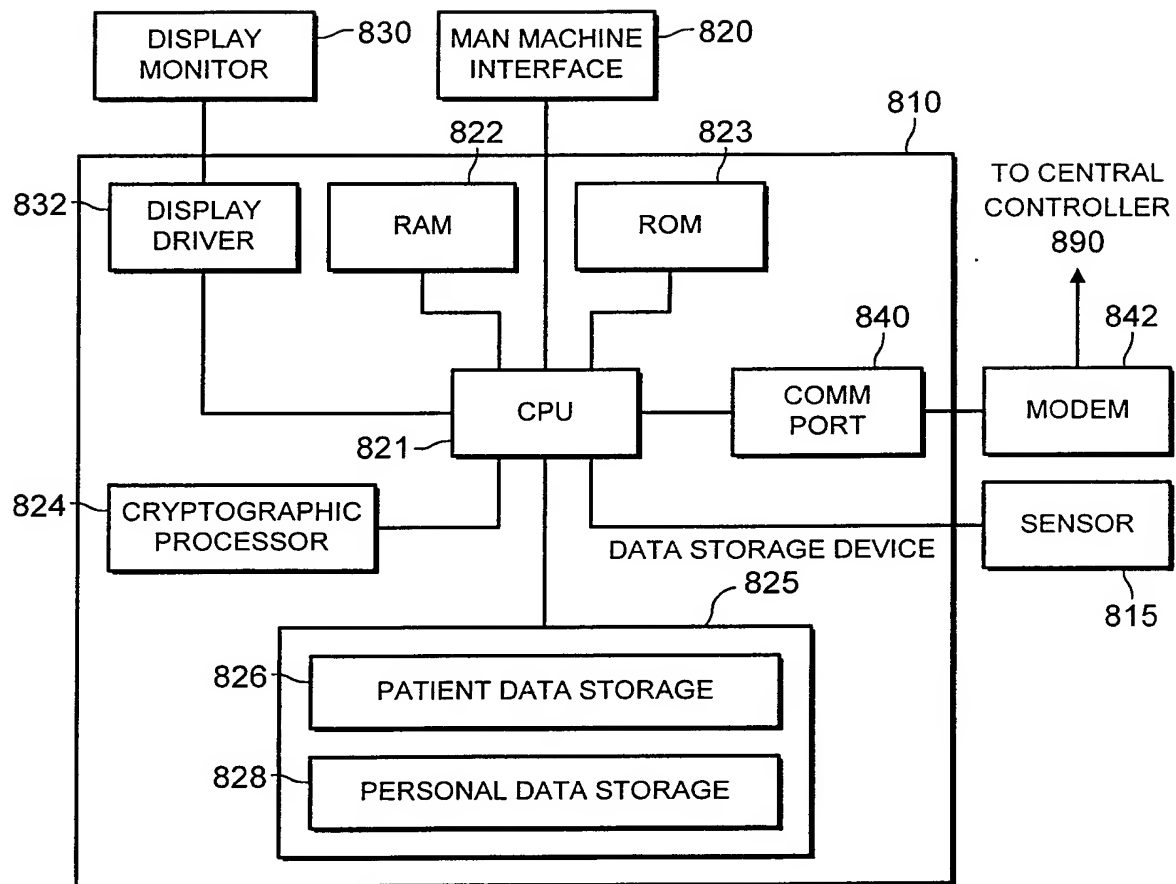 DISPLAY
MONITOR
830
MAN MACHINE
INTERFACE
820
810
822
823
TO CENTRAL
CONTROLLER
890
832
DISPLAY
DRIVER
RAM
ROM
840
842
CPU
821
COMM
PORT
MODEM
824
CRYPTOGRAPHIC
PROCESSOR
DATA STORAGE DEVICE
825
SENSOR
815
826
PATIENT DATA STORAGE
828
PERSONAL DATA STORAGE